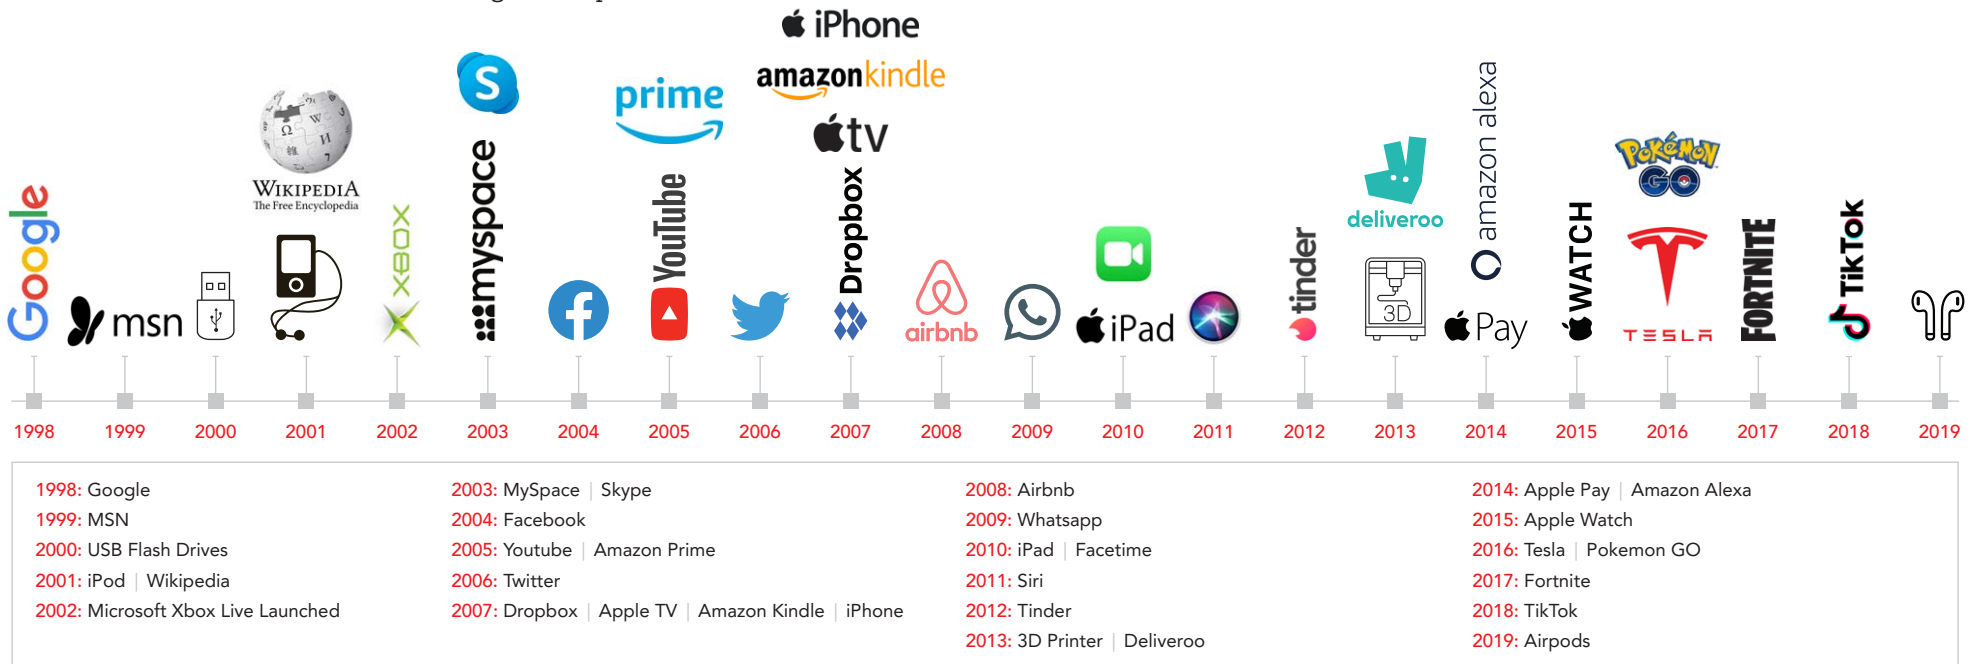 iPhone
amazonkindle
tv
prime
S
amazon alexa
Ω W И 7
WIKIPEDIA
The Free Encyclopedia
myspace
YouTube
Dropbox
deliveroo
POKéMON
GO
Google
msn
XBOX
airbnb
iPad
tinder
3D
Pay
WATCH
TESLA
FORTNITE
TikTok
1998 1999 2000 2001 2002 2003 2004 2005 2006 2007 2008 2009 2010 2011 2012 2013 2014 2015 2016 2017 2018 2019
1998: Google
1999: MSN
2000: USB Flash Drives
2001: iPod | Wikipedia
2002: Microsoft Xbox Live Launched
2003: MySpace | Skype
2004: Facebook
2005: Youtube | Amazon Prime
2006: Twitter
2007: Dropbox | Apple TV | Amazon Kindle | iPhone
2008: Airbnb
2009: Whatsapp
2010: iPad | Facetime
2011: Siri
2012: Tinder
2013: 3D Printer | Deliveroo
2014: Apple Pay | Amazon Alexa
2015: Apple Watch
2016: Tesla | Pokemon GO
2017: Fortnite
2018: TikTok
2019: Airpods